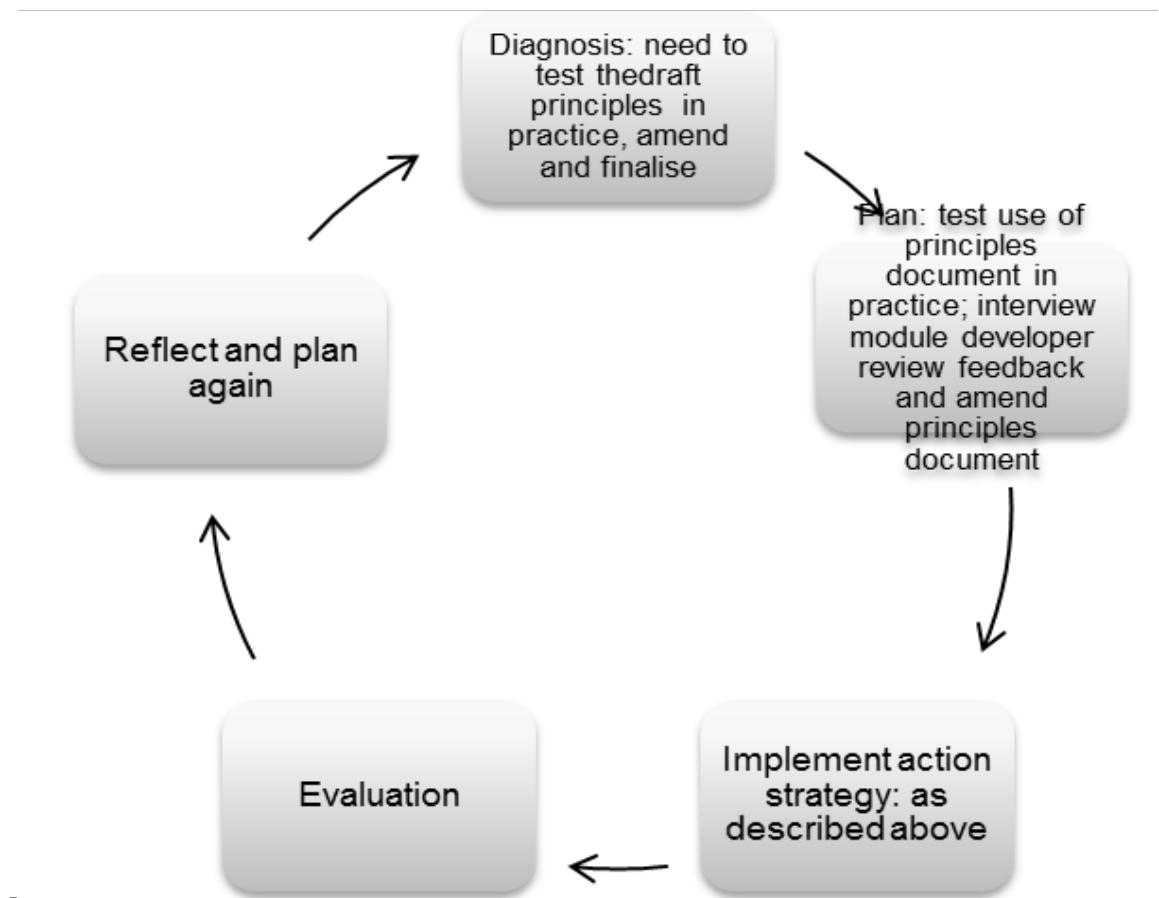 Diagnosis: need to
test thedraft
principles in
practice, amend
and finalise
Plan: test use of
principles
document in
practice; interview
module developer
review feedback
and amend
principles
document
Implement action
strategy: as
described above
Evaluation
Reflect and plan
again